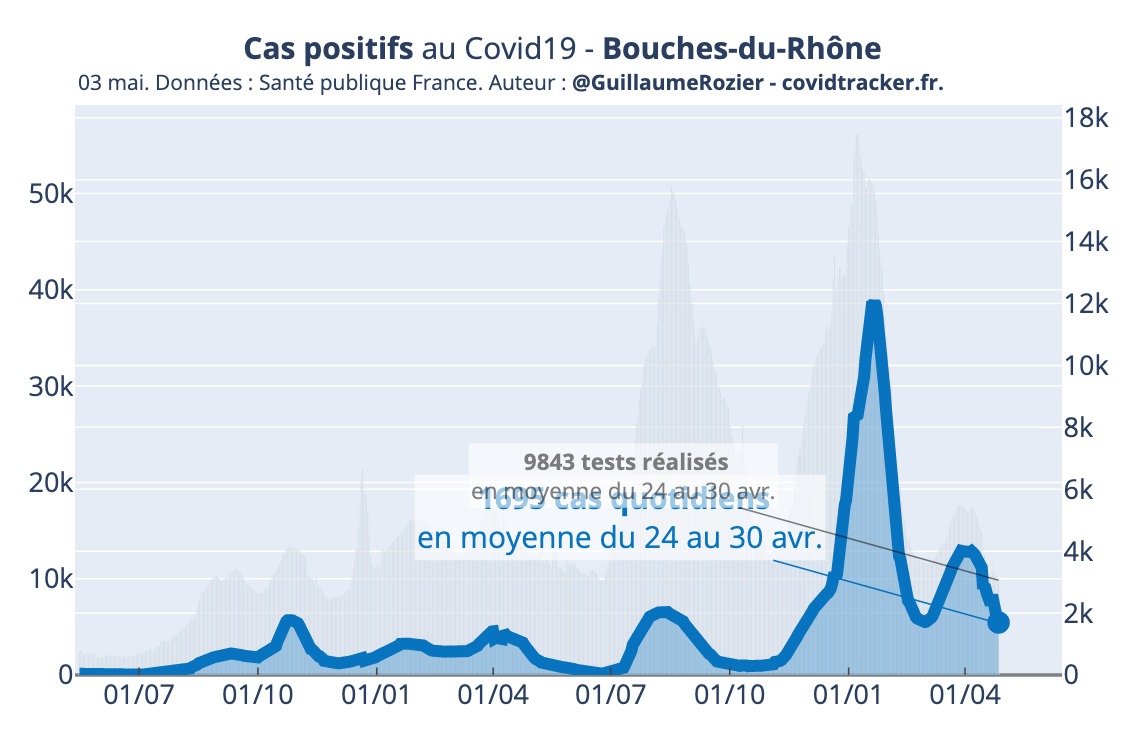 Cas positifs au Covid19 - Bouches-du-Rhône
03 mai. Données : Santé publique France. Auteur : @GuillaumeRozier - covidtracker.fr.
18k
16k
14k
12k
10k
8k
6k
4k
2k
0
50k
40k
30k
20k
10k
0
9843 tests réalisés
en moyenne du 24 au 30 avr.
1695 cas quotidiens
en moyenne du 24 au 30 avr.
01/07
01/10
01/01
01/04
01/07
01/10
01/01
01/04